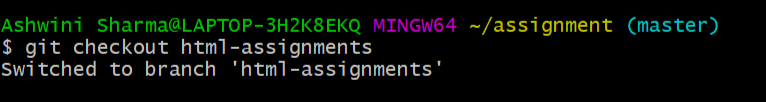 Ashwini Sharma@LAPTOP-3H2K8EKQ MINGW64 ~/assignment (master)
$ git checkout html-assignments
Switched to branch 'html-assignments'